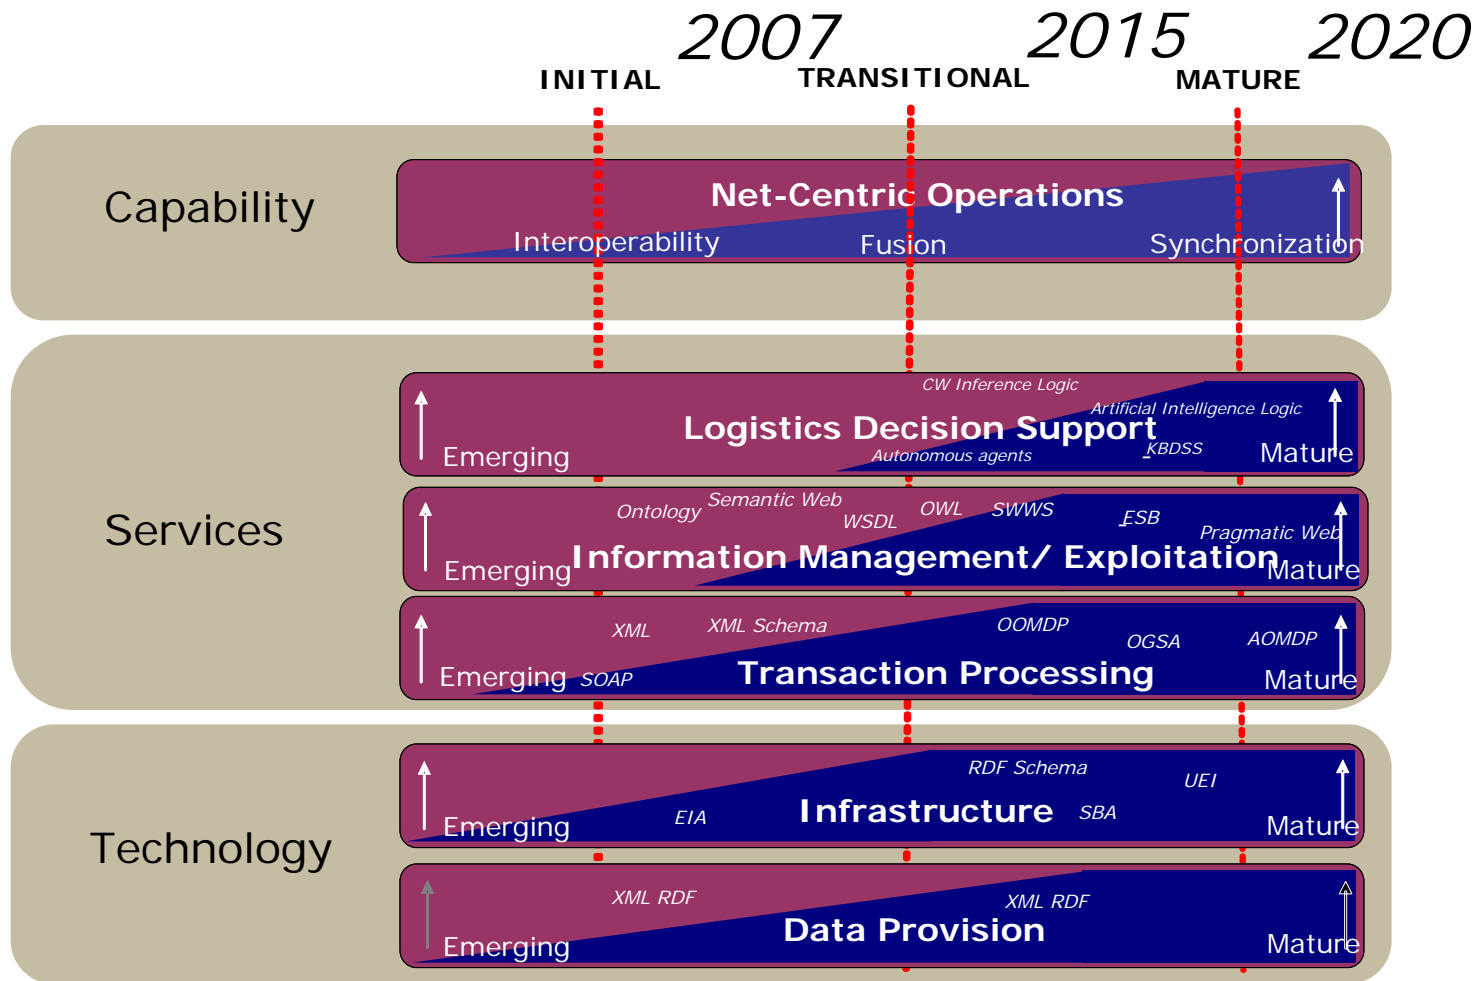 2007 2015 2020
INITIAL TRANSITIONAL MATURE
Capability
Net-Centric Operations
Interoperability Fusion Synchronization
Services
CW Inference Logic
Artificial Intelligence Logic
Logistics Decision Support
Autonomous agents KBDSS
Emerging Mature
Semantic Web
Ontology WSDL OWL SWWS ESB
Pragmatic Web
Information Management/ Exploitation
Emerging Mature
XML XML Schema OOMDP OGSA AOMDP
Transaction Processing
Emerging SOAP Mature
Technology
RDF Schema UEI
Infrastructure
EIA SBA
Emerging Mature
XML RDF XML RDF
Data Provision
Emerging Mature